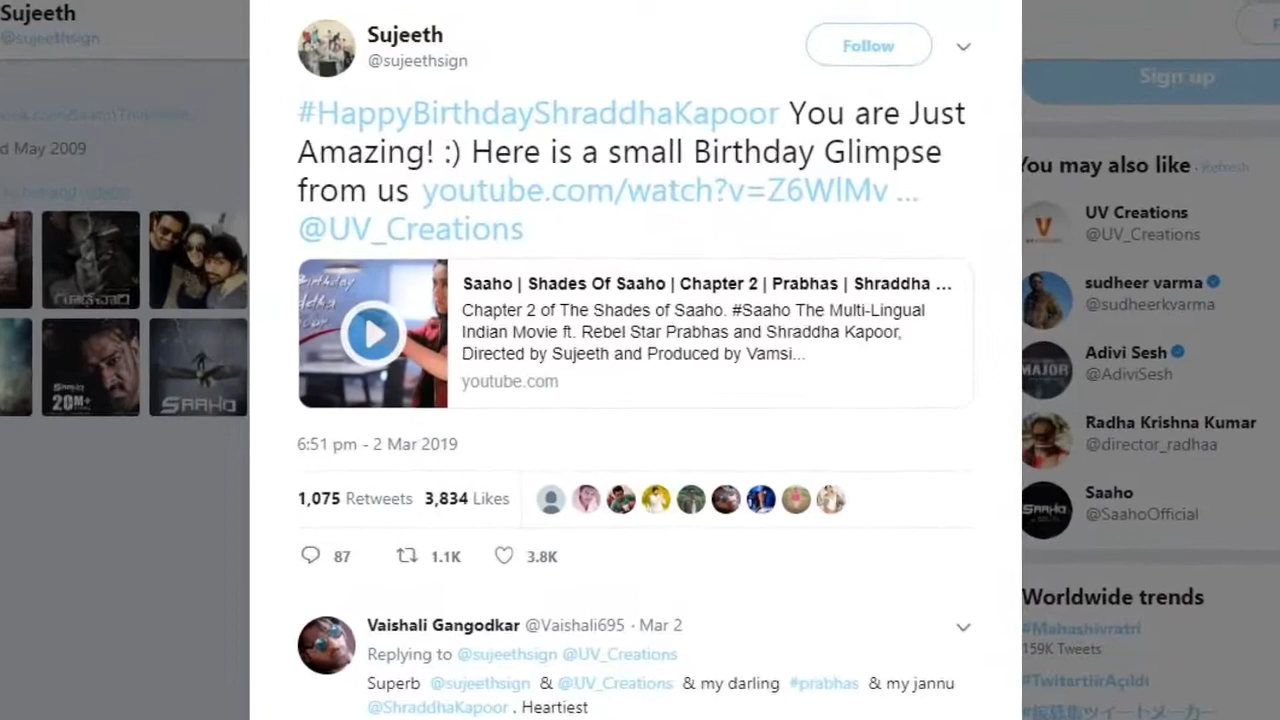 Sujeeth
@sujeethsign
d May 2009
20M+
SAAHO
Sujeeth
@sujeethsign
Follow
#HappyBirthdayShraddhaKapoor You are Just
Amazing! :) Here is a small Birthday Glimpse
from us youtube.com/watch?v=Z6WlMv ...
@UV_Creations
Saaho | Shades Of Saaho | Chapter 2 | Prabhas | Shraddha ...
Chapter 2 of The Shades of Saaho. #Saaho The Multi-Lingual
Indian Movie ft. Rebel Star Prabhas and Shraddha Kapoor,
Directed by Sujeeth and Produced by Vamsi...
youtube.com
6:51 pm - 2 Mar 2019
1,075 Retweets 3,834 Likes
87 1.1K 3.8K
Vaishali Gangodkar @Vaishali695 · Mar 2
Replying to @sujeethsign @UV_Creations
Superb @sujeethsign & @UV_Creations & my darling #prabhas & my jannu
@ShraddhaKapoor . Heartiest
Sign up
You may also like · Refresh
UV Creations
@UV_Creations
sudheer varma
@sudheerkvarma
Adivi Sesh
@AdiviSesh
MAJOR
Radha Krishna Kumar
@director_radhaa
Saaho
@SaahoOfficial
SAAHO
Worldwide trends
#Mahashivratri
159K Tweets